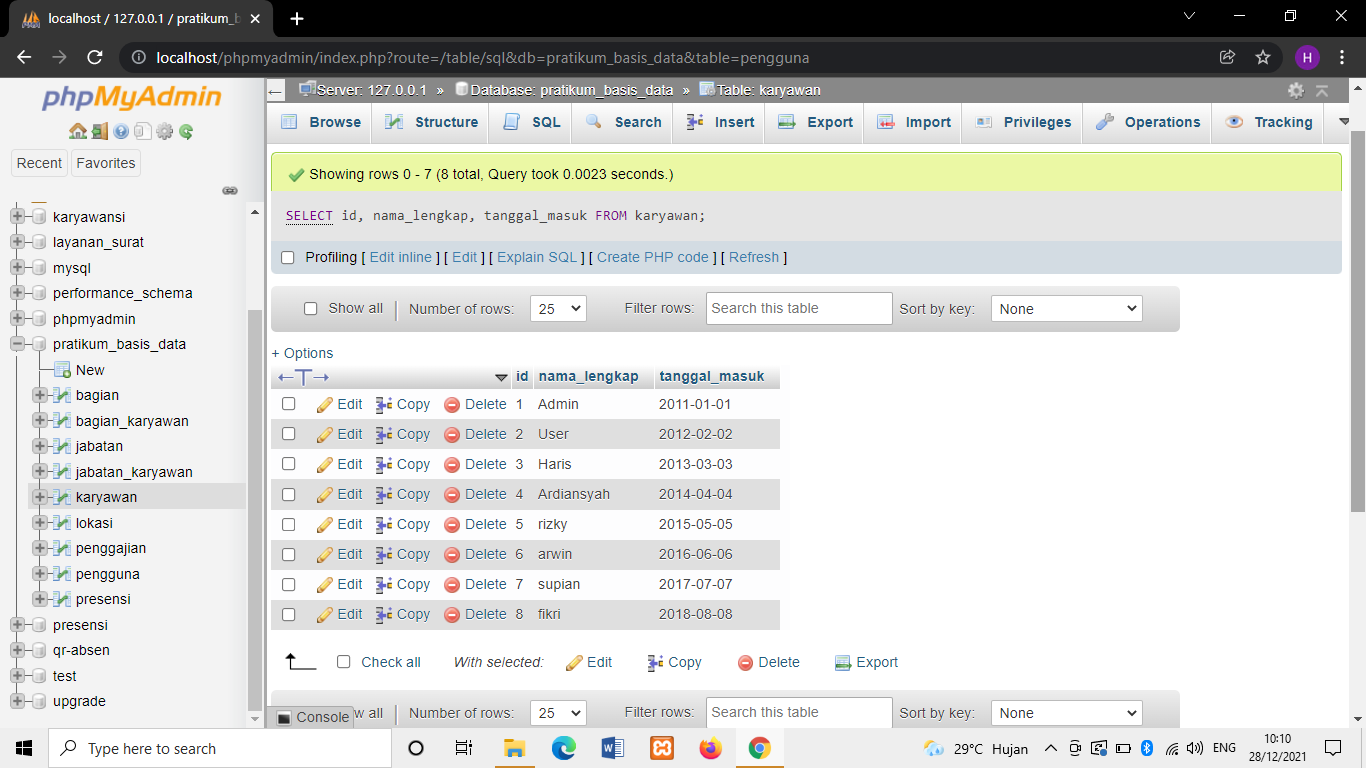 localhost / 127.0.0.1 / pratikum_b
localhost/phpmyadmin/index.php?route=/table/sql&db=pratikum_basis_data&table=pengguna
H
phpMyAdmin
Recent Favorites
karyawansi
layanan_surat
mysql
performance_schema
phpmyadmin
pratikum_basis_data
New
bagian
bagian_karyawan
jabatan
jabatan_karyawan
karyawan
lokasi
penggajian
pengguna
presensi
presensi
qr-absen
test
upgrade
Server: 127.0.0.1 » Database: pratikum_basis_data » Table: karyawan
Browse Structure SQL Search Insert Export Import Privileges Operations Tracking
Showing rows 0 - 7 (8 total, Query took 0.0023 seconds.)
SELECT id, nama_lengkap, tanggal_masuk FROM karyawan;
Profiling [ Edit inline ] [ Edit ] [ Explain SQL ] [ Create PHP code ] [ Refresh ]
Show all | Number of rows: 25 Filter rows: Search this table Sort by key: None
+ Options
←T→ id nama_lengkap tanggal_masuk
Edit Copy Delete 1 Admin 2011-01-01
Edit Copy Delete 2 User 2012-02-02
Edit Copy Delete 3 Haris 2013-03-03
Edit Copy Delete 4 Ardiansyah 2014-04-04
Edit Copy Delete 5 rizky 2015-05-05
Edit Copy Delete 6 arwin 2016-06-06
Edit Copy Delete 7 supian 2017-07-07
Edit Copy Delete 8 fikri 2018-08-08
Check all With selected: Edit Copy Delete Export
Console w all | Number of rows: 25 Filter rows: Search this table Sort by key: None
Type here to search
29°C Hujan ENG
10:10
28/12/2021